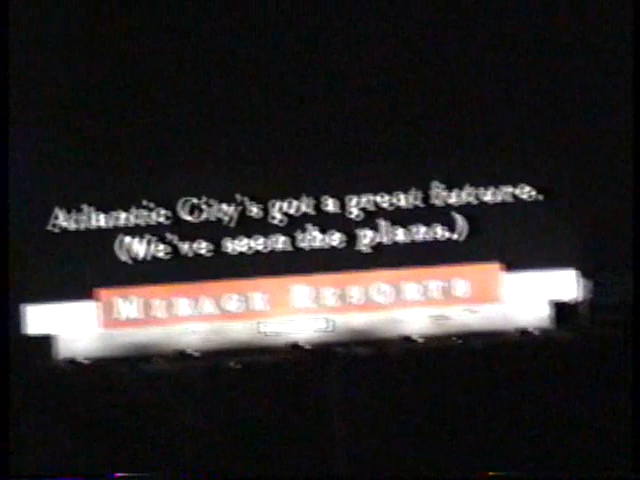 Atlantic City's got a great future.
(We've seen the plans.)
MIRAGE RESORTS